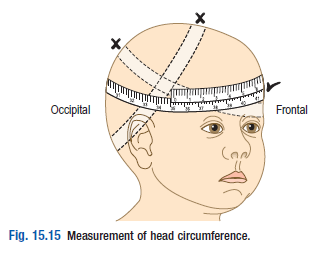 Occipital
Frontal
Fig. 15.15 Measurement of head circumference.